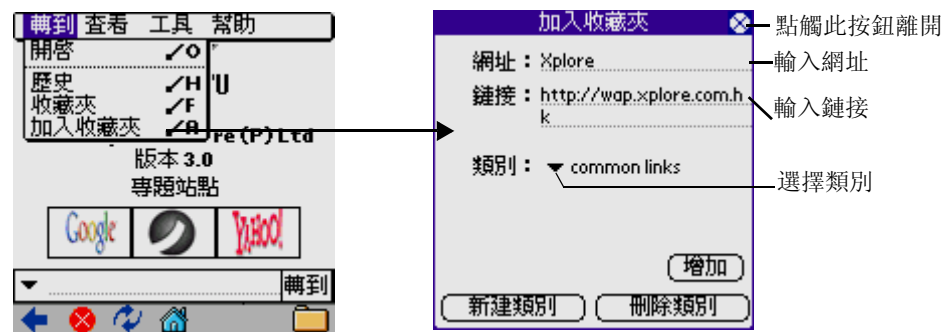 轉到 查看 工具 幫助
開啓 /O
歷史 /H
收藏夾 /F
加入收藏夾 /A
'U
re(P)Ltd
版本 3.0
專題站點
Google
YAHOO!
轉到
加入收藏夾
網址：Xplore
鏈接：http://wap.xplore.com.h
k
類別： common links
增加
新建類別 刪除類別
點觸此按鈕離開
輸入網址
輸入鏈接
選擇類別